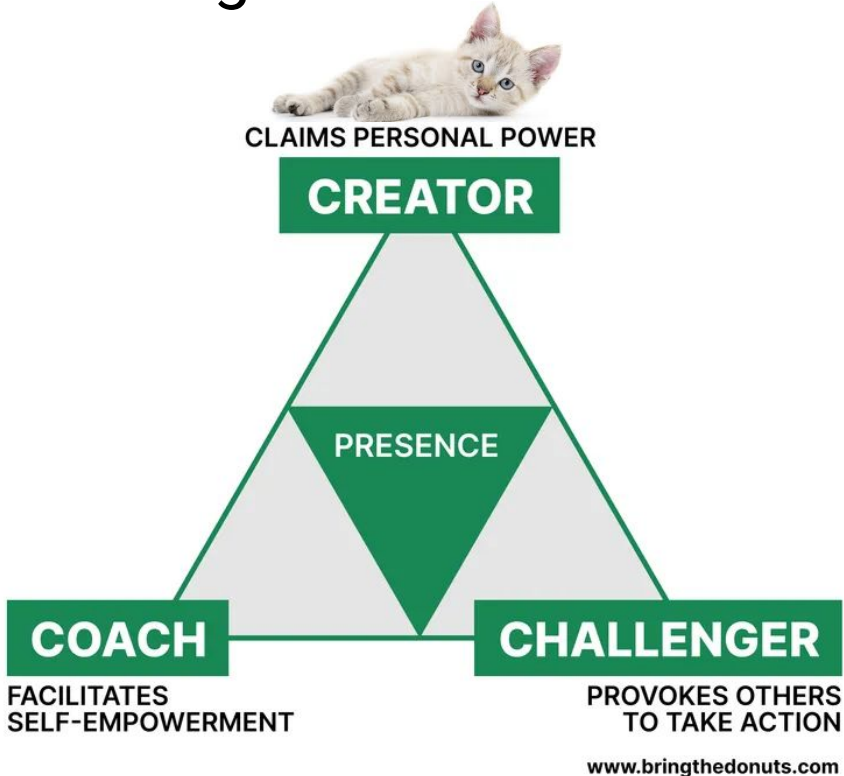 CLAIMS PERSONAL POWER
CREATOR
PRESENCE
COACH
CHALLENGER
FACILITATES
SELF-EMPOWERMENT
PROVOKES OTHERS
TO TAKE ACTION
www.bringthedonuts.com